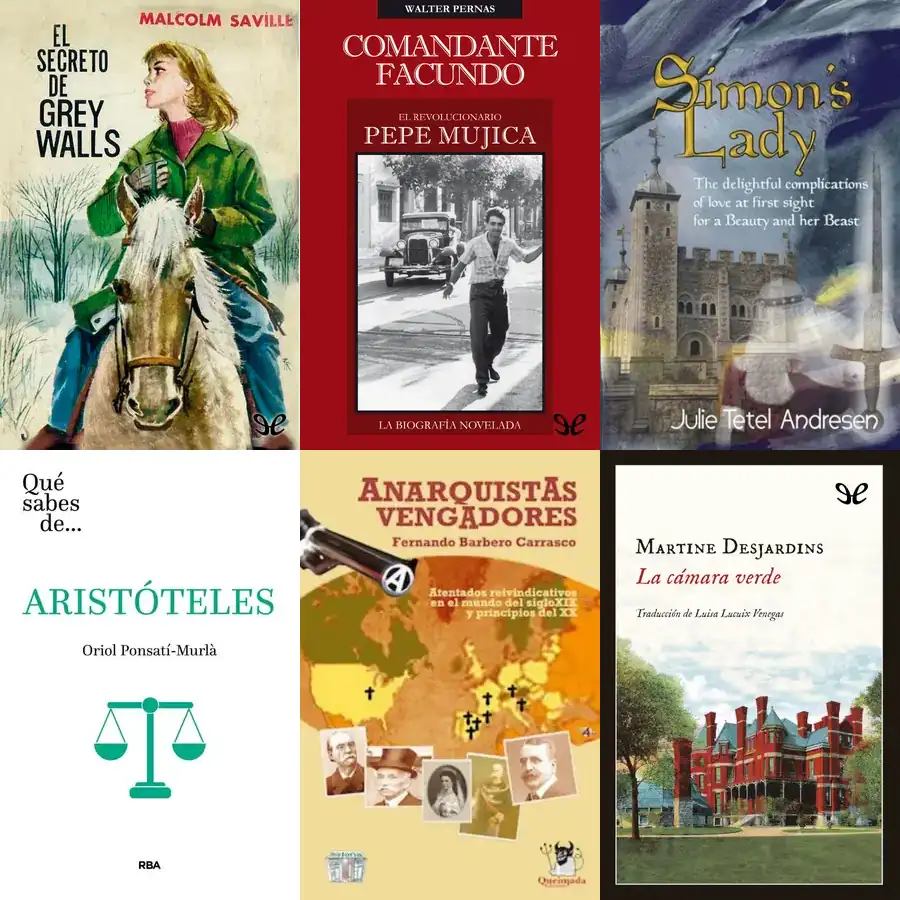 MALCOLM SAVILLE
EL
SECRETO
DE
GREY
WALLS
WALTER PERNAS
COMANDANTE
FACUNDO
EL REVOLUCIONARIO
PEPE MUJICA
LA BIOGRAFÍA NOVELADA
Simon's
Lady
The delightful complications
of love at first sight
for a Beauty and her Beast
Julie Tetel Andresen
Qué
sabes
de...
ARISTÓTELES
Oriol Ponsatí-Murlà
RBA
ANARQUISTAS
VENGADORES
Fernando Barbero Carrasco
Atentados reivindicativos
en el mundo del siglo XIX
y principios del XX
Queimada
MARTINE DESJARDINS
La cámara verde
Traducción de Luisa Lucuix Venegas